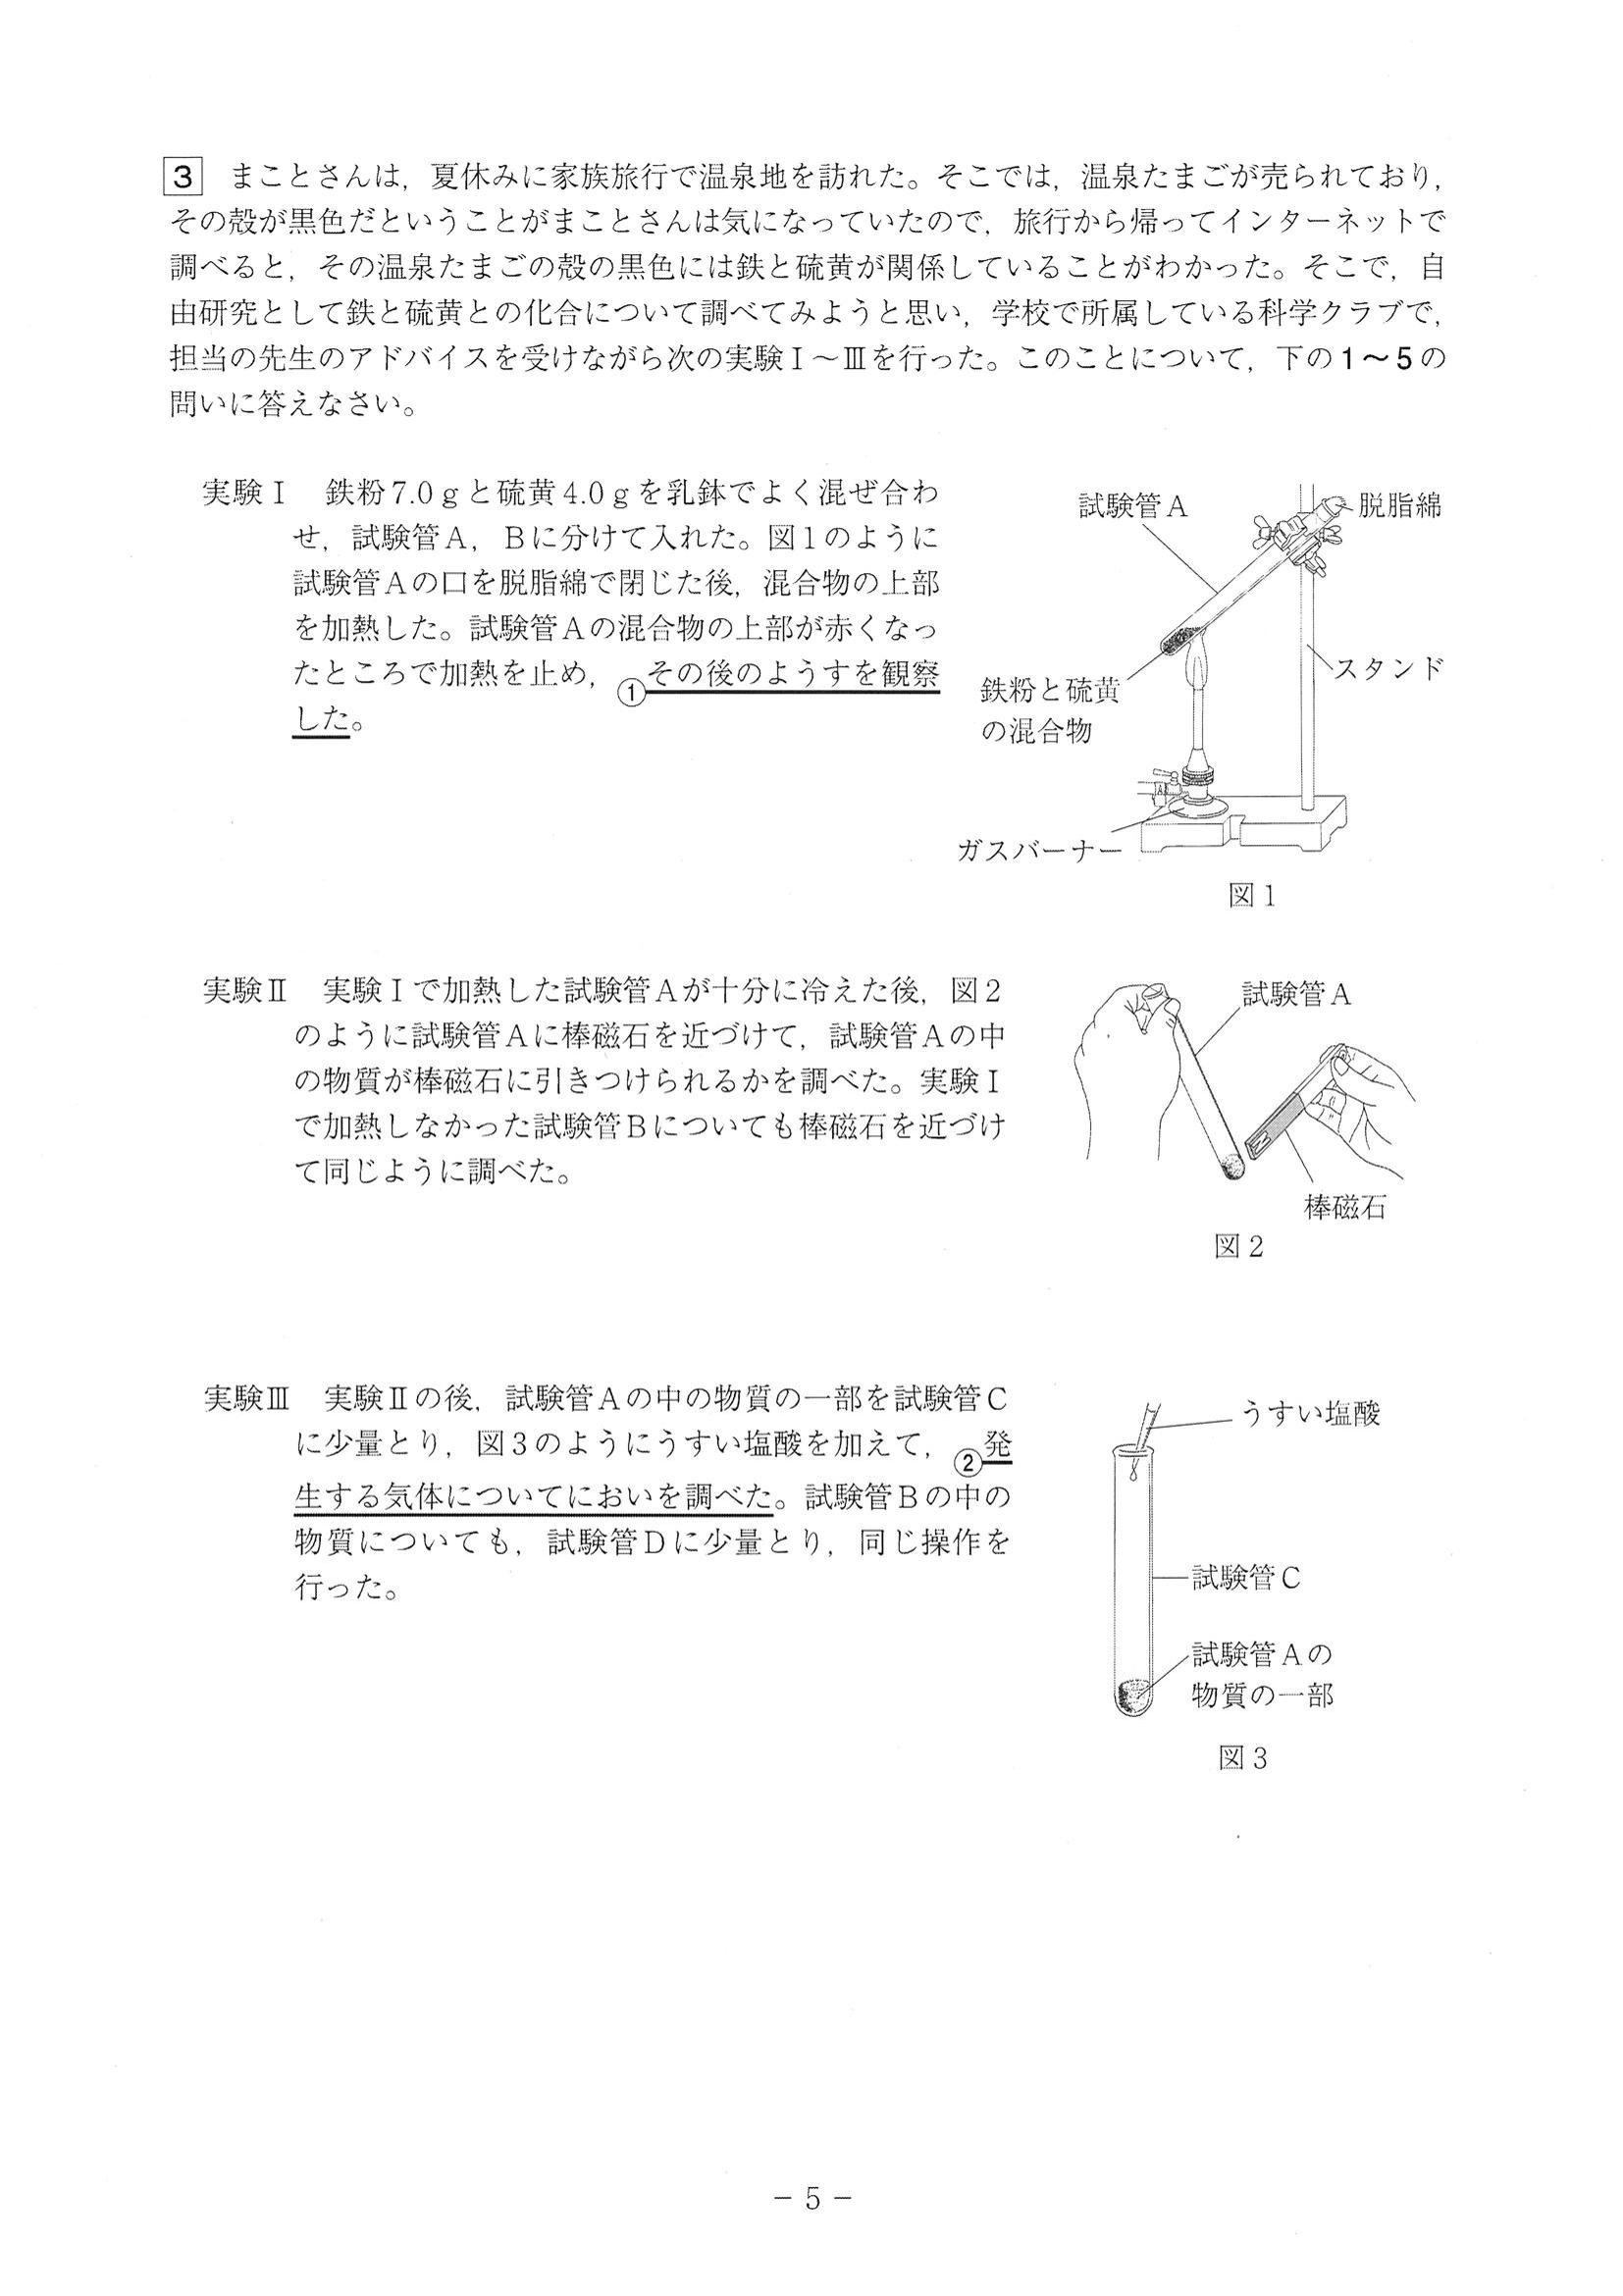 3 まことさんは，夏休みに家族旅行で温泉地を訪れた。そこでは，温泉たまごが売られており，
その殻が黒色だということがまことさんは気になっていたので，旅行から帰ってインターネットで
調べると，その温泉たまごの殻の黒色には鉄と硫黄が関係していることがわかった。そこで，自
由研究として鉄と硫黄との化合について調べてみようと思い，学校で所属している科学クラブで，
担当の先生のアドバイスを受けながら次の実験Ⅰ～Ⅲを行った。このことについて，下の1～5の
問いに答えなさい。
実験Ⅰ 鉄粉7.0gと硫黄4.0gを乳鉢でよく混ぜ合わ
せ，試験管A，Bに分けて入れた。図1のように
試験管Aの口を脱脂綿で閉じた後，混合物の上部
を加熱した。試験管Aの混合物の上部が赤くなっ
たところで加熱を止め，①その後のようすを観察
した。
試験管A
脱脂綿
鉄粉と硫黄
の混合物
スタンド
ガスバーナー
図1
実験Ⅱ 実験Ⅰで加熱した試験管Aが十分に冷えた後，図2
のように試験管Aに棒磁石を近づけて，試験管Aの中
の物質が棒磁石に引きつけられるかを調べた。実験Ⅰ
で加熱しなかった試験管Bについても棒磁石を近づけ
て同じように調べた。
試験管A
N
棒磁石
図2
実験Ⅲ 実験Ⅱの後，試験管Aの中の物質の一部を試験管C
に少量とり，図3のようにうすい塩酸を加えて，②発
生する気体についてにおいを調べた。試験管Bの中の
物質についても，試験管Dに少量とり，同じ操作を
行った。
うすい塩酸
試験管C
試験管Aの
物質の一部
図3
－5－